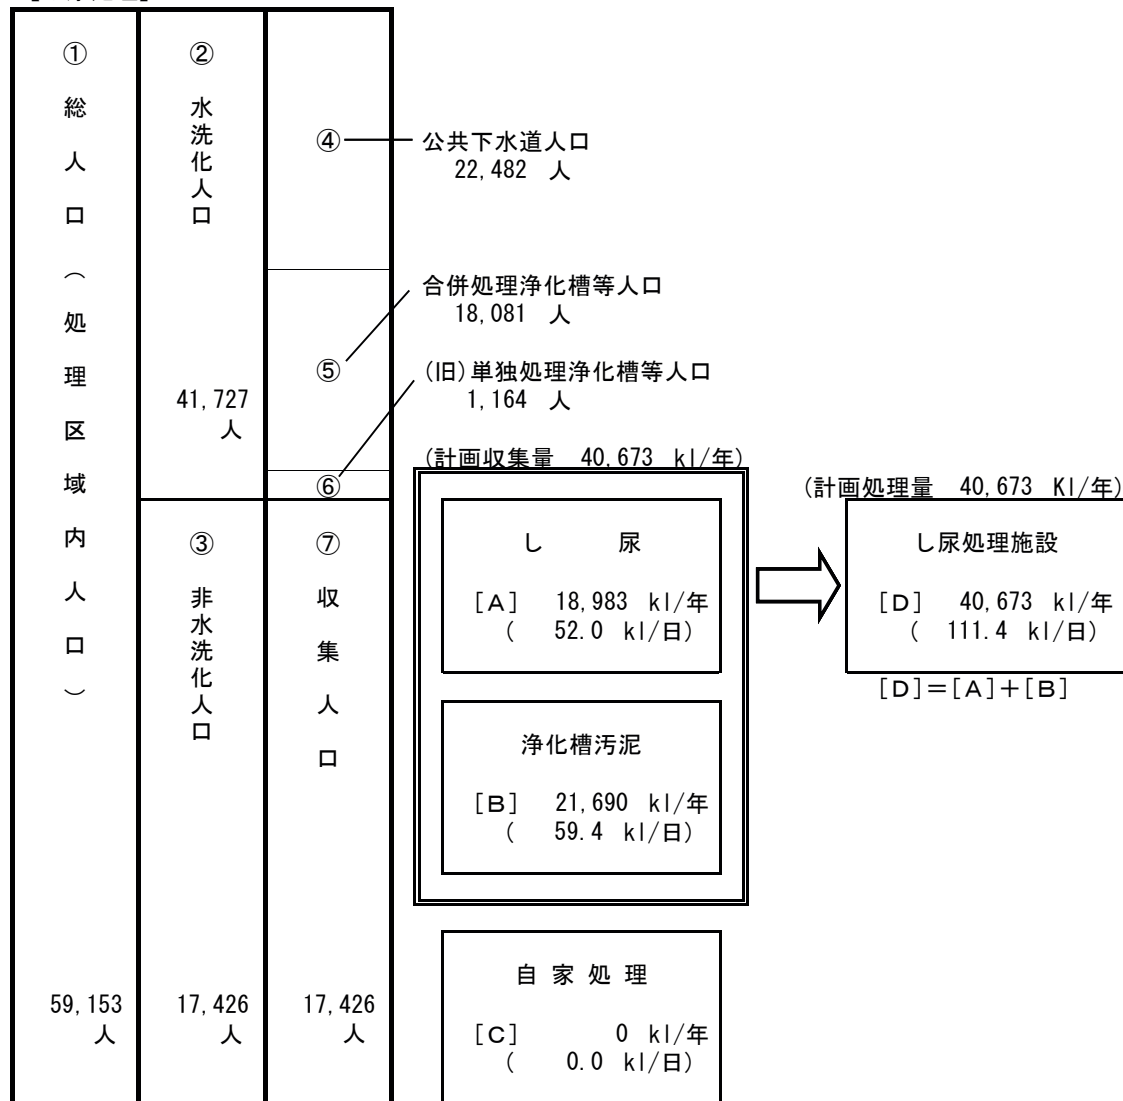 ①
総人口（処理区域内人口）
59,153
人
②
水洗化人口
41,727
人
③
非水洗化人口
17,426
人
④
⑤
⑥
⑦
収集人口
17,426
人
公共下水道人口
22,482 人
合併処理浄化槽等人口
18,081 人
(旧)単独処理浄化槽等人口
1,164 人
(計画収集量 40,673 kl/年)
し 尿
[A] 18,983 kl/年
( 52.0 kl/日)
浄化槽汚泥
[B] 21,690 kl/年
( 59.4 kl/日)
自家処理
[C] 0 kl/年
( 0.0 kl/日)
(計画処理量 40,673 Kl/年)
し尿処理施設
[D] 40,673 kl/年
( 111.4 kl/日)
[D]＝[A]＋[B]